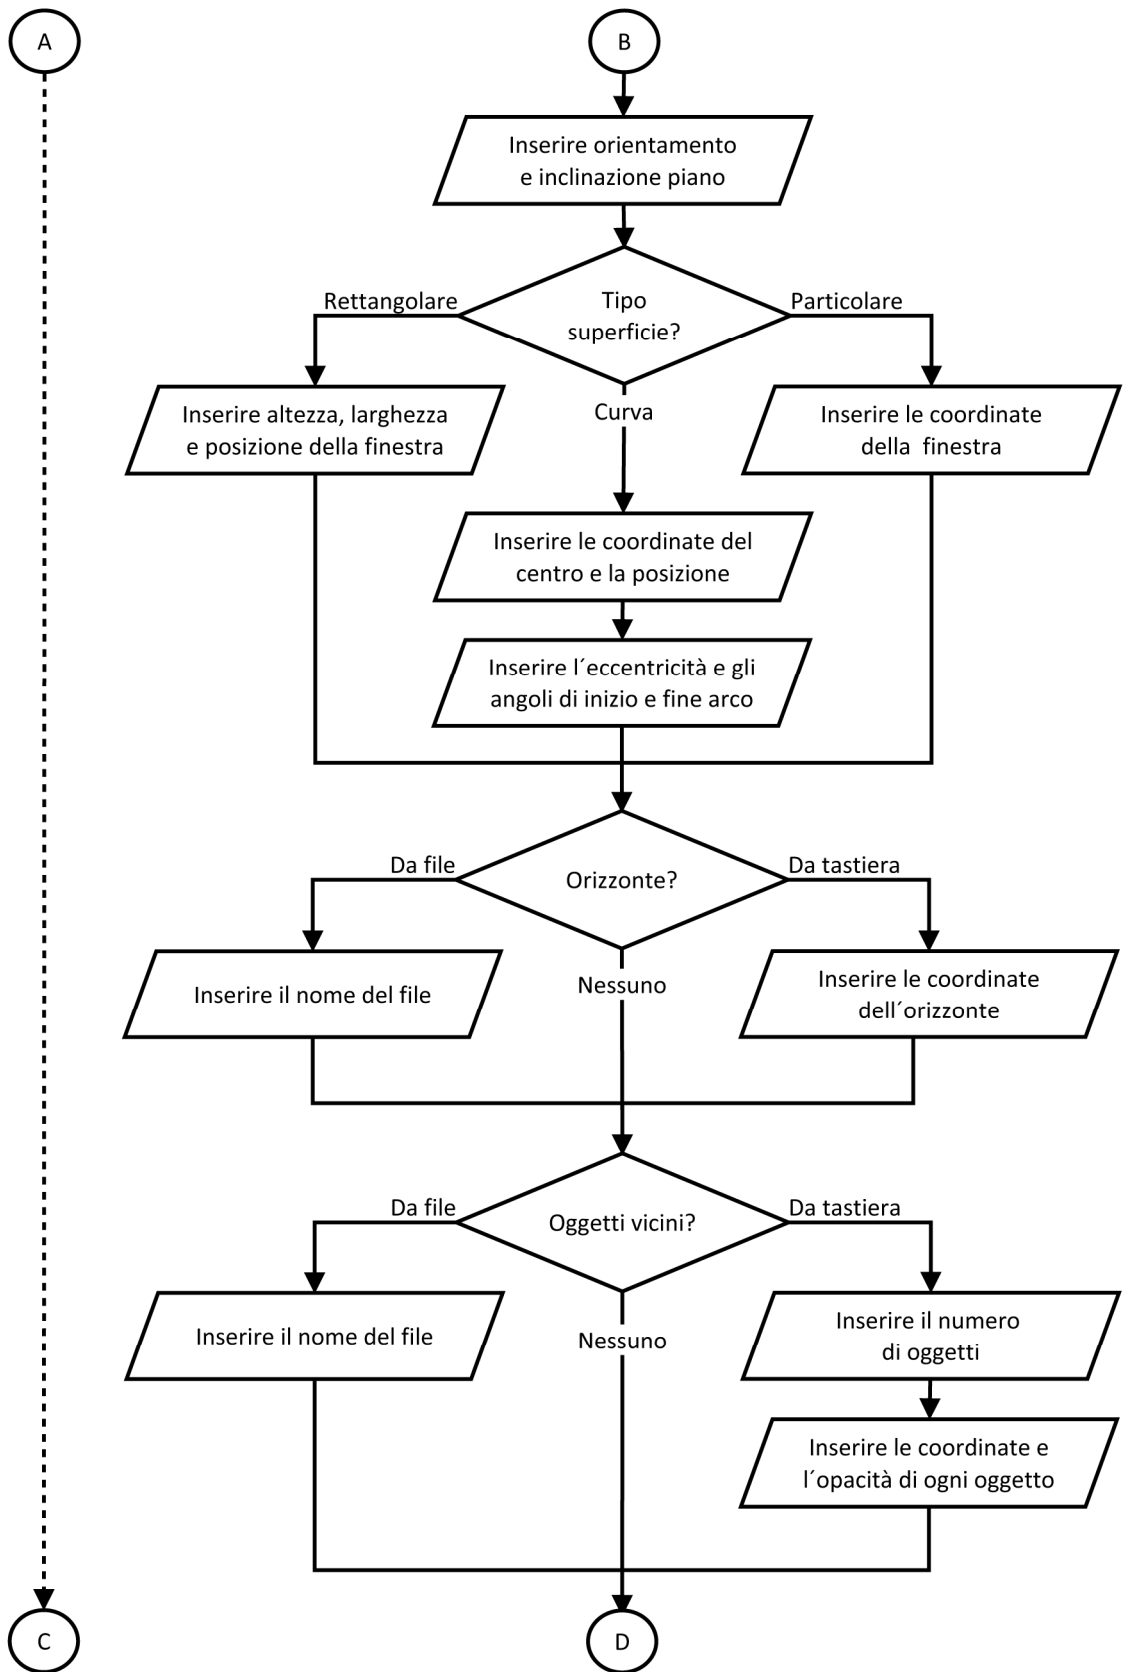 A
B
Inserire orientamento
e inclinazione piano
Rettangolare
Tipo
superficie?
Particolare
Inserire altezza, larghezza
e posizione della finestra
Curva
Inserire le coordinate
della finestra
Inserire le coordinate del
centro e la posizione
Inserire l´eccentricità e gli
angoli di inizio e fine arco
Da file
Orizzonte?
Da tastiera
Inserire il nome del file
Nessuno
Inserire le coordinate
dell´orizzonte
Da file
Oggetti vicini?
Da tastiera
Inserire il nome del file
Nessuno
Inserire il numero
di oggetti
Inserire le coordinate e
l´opacità di ogni oggetto
C
D